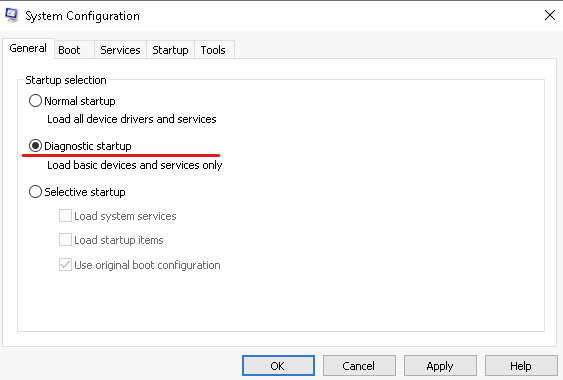 System Configuration
General Boot Services Startup Tools
Startup selection
Normal startup
Load all device drivers and services
Diagnostic startup
Load basic devices and services only
Selective startup
Load system services
Load startup items
Use original boot configuration
OK Cancel Apply Help